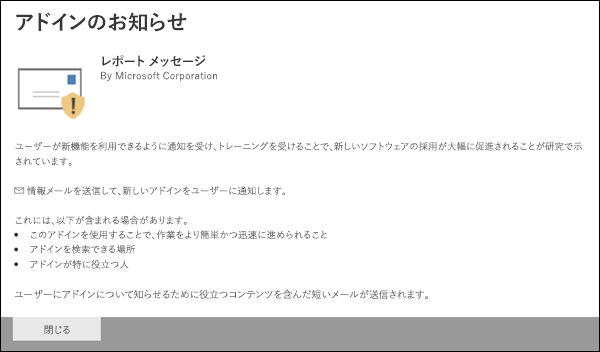 アドインのお知らせ
レポート メッセージ
By Microsoft Corporation
ユーザーが新機能を利用できるように通知を受け、トレーニングを受けることで、新しいソフトウェアの採用が大幅に促進されることが研究で示
されています。
情報メールを送信して、新しいアドインをユーザーに通知します。
これには、以下が含まれる場合があります。
• このアドインを使用することで、作業をより簡単かつ迅速に進められること
• アドインを検索できる場所
• アドインが特に役立つ人
ユーザーにアドインについて知らせるために役立つコンテンツを含んだ短いメールが送信されます。
閉じる